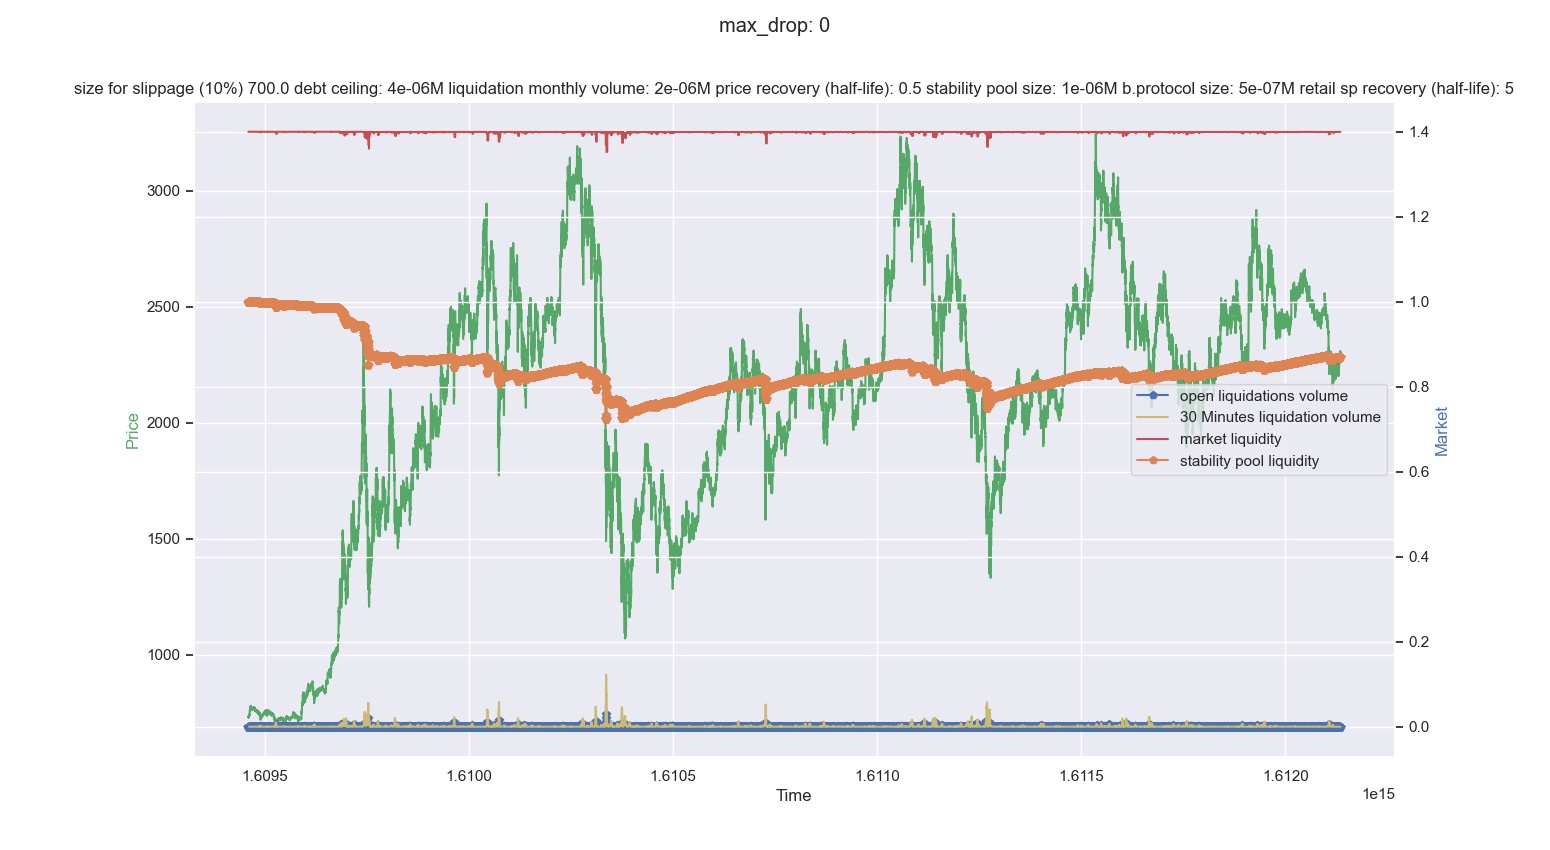 max_drop: 0
size for slippage (10%) 700.0 debt ceiling: 4e-06M liquidation monthly volume: 2e-06M price recovery (half-life): 0.5 stability pool size: 1e-06M b.protocol size: 5e-07M retail sp recovery (half-life): 5
3000
2500
2000
1500
1000
Price
1.4
1.2
1.0
0.8
0.6
0.4
0.2
0.0
Market
open liquidations volume
30 Minutes liquidation volume
market liquidity
stability pool liquidity
1.6095
1.6100
1.6105
1.6110
1.6115
1.6120
Time
1e15